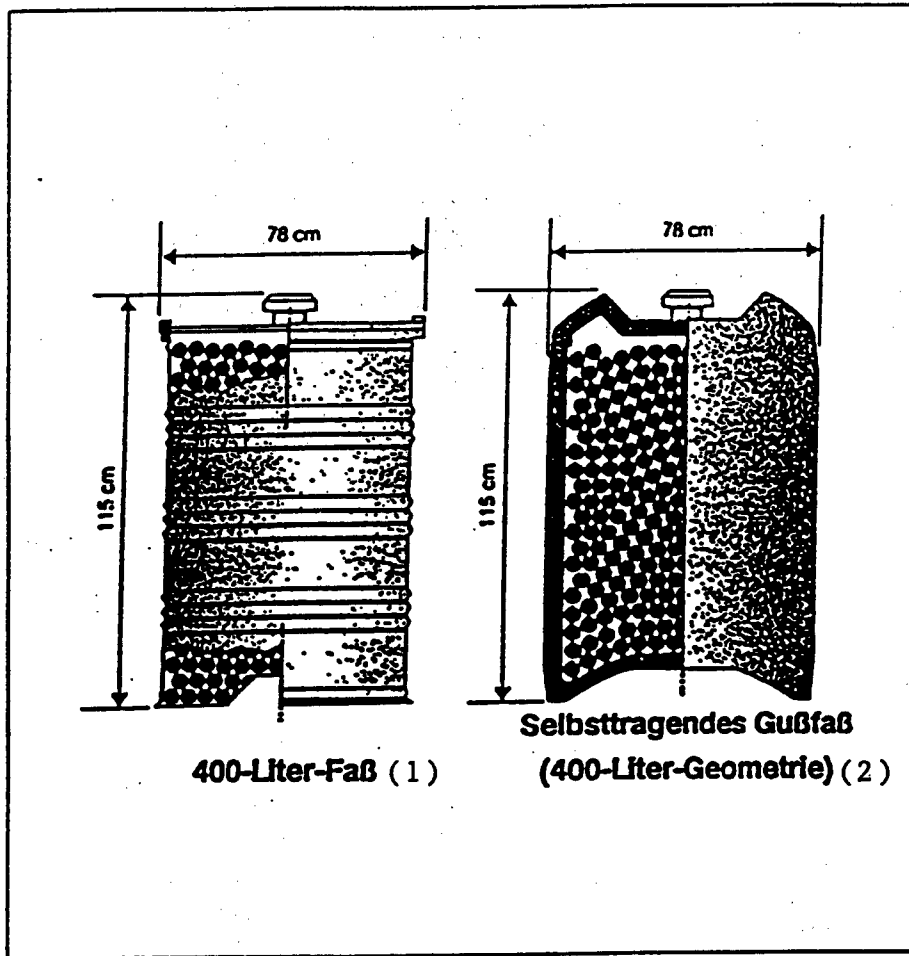 78 cm
78 cm
115 cm
115 cm
Selbsttragendes Gußfaß
400-Liter-Faß (1)
(400-Liter-Geometrie) (2)